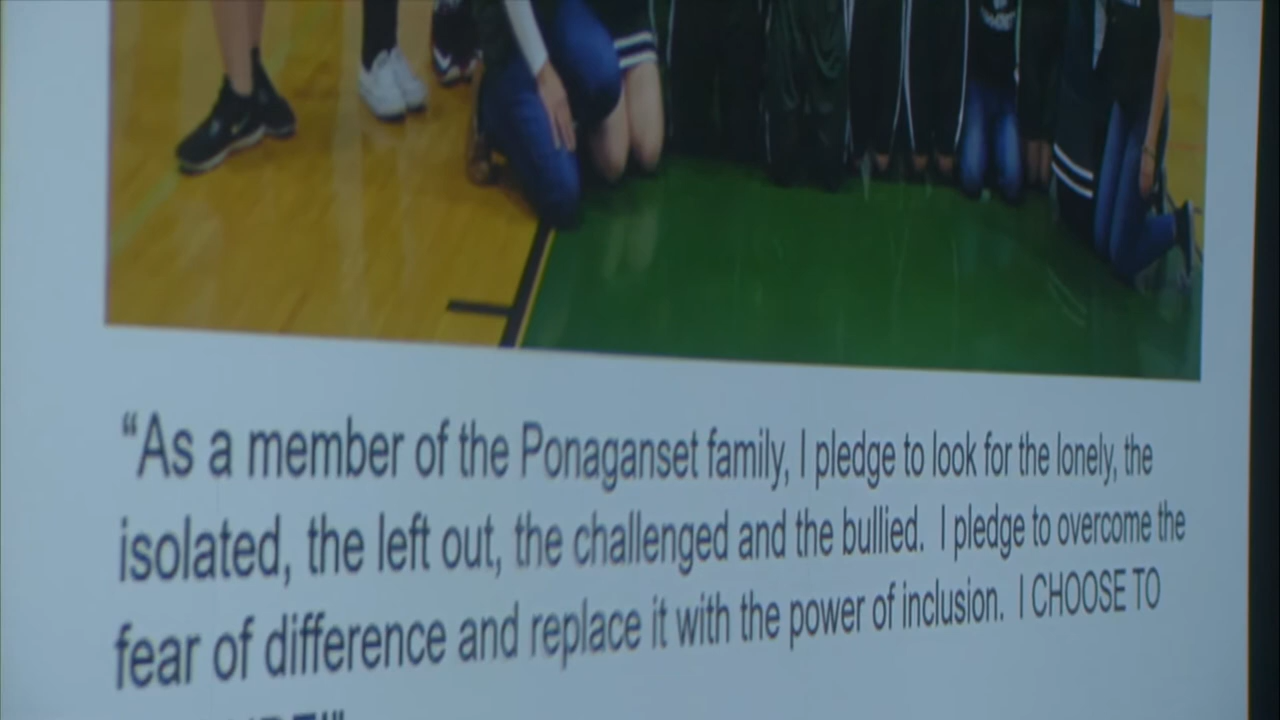 “As a member of the Ponaganset family, I pledge to look for the lonely, the
isolated, the left out, the challenged and the bullied. I pledge to overcome the
fear of difference and replace it with the power of inclusion. I CHOOSE TO